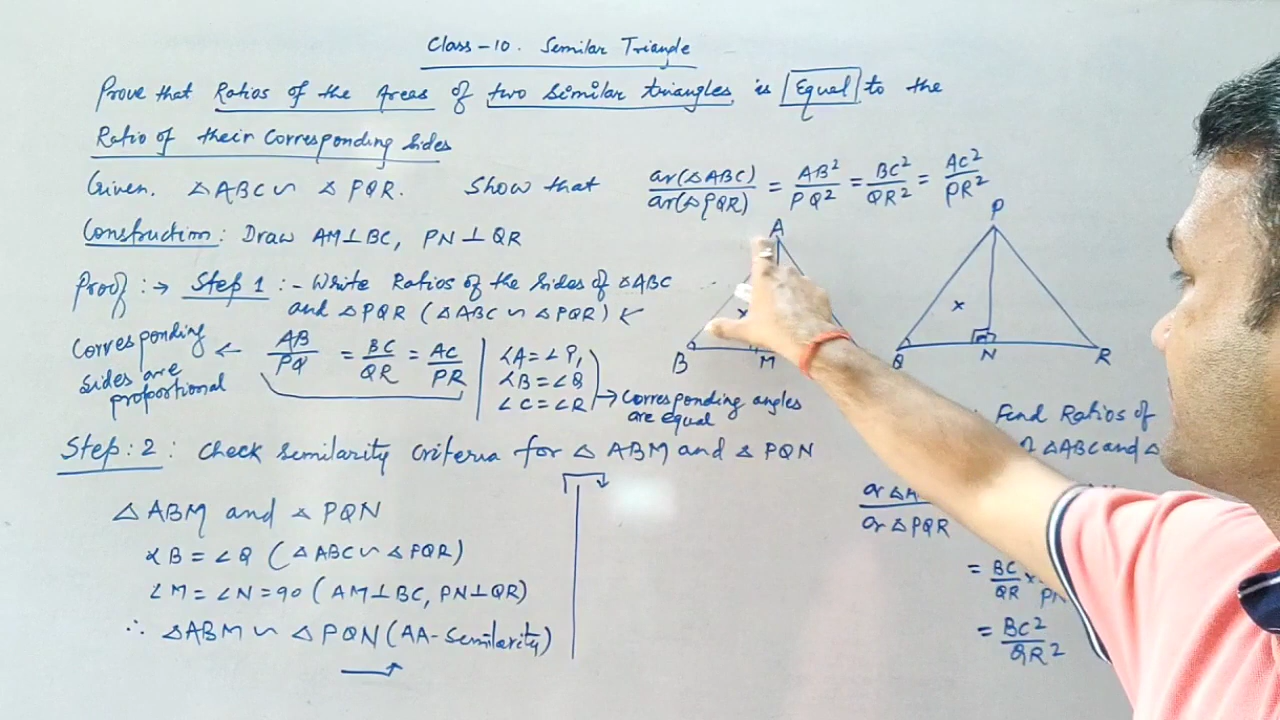 Class-10. Semilar Triangle
Prove that Ratios of the Areas of two similar triangles is Equal to the
Ratio of their Corresponding sides
Given. △ABC ∽ △PQR. Show that ar(△ABC)/ar(△PQR) = AB²/PQ² = BC²/QR² = AC²/PR²
Construction: Draw AM⊥BC, PN⊥QR
Proof :→ Step 1 :- Write Ratios of the sides of △ABC
and △PQR (△ABC ∽ △PQR)
Corresponding sides are proportional ← AB/PQ = BC/QR = AC/PR
∠A = ∠P,
∠B = ∠Q
∠C = ∠R
→ Corresponding angles
are equal
A
B
M
P
x
Q
N
R
Step: 2 : Check similarity Criteria for △ ABM and △ PQN
△ ABM and △ PQN
∠B = ∠Q (△ABC ∽ △PQR)
∠M = ∠N = 90 (AM⊥BC, PN⊥QR)
∴ △ABM ∽ △PQN (AA-Semilarity)
Find Ratios of
△ABC and △
ar △PQR
= BC/QR ×
PN
= BC²/QR²